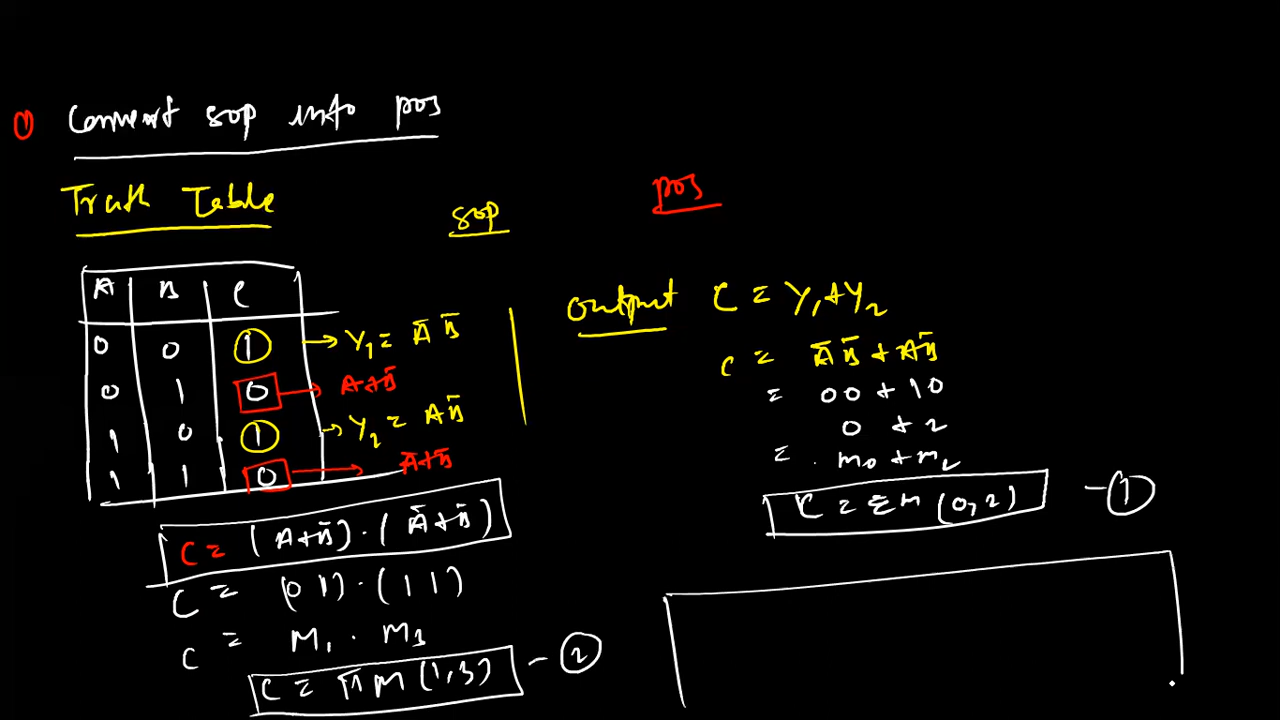 ① Convert SOP into POS
Truth Table
SOP
POS
A B C
0 0 1 → Y₁ = A̅ B̅
0 1 0 → A+B̅
1 0 1 → Y₂ = A B̅
1 1 0 → A̅+B̅
C = (A+B̅)·(A̅+B̅)
C = (0 1)·(1 1)
C = M₁ · M₃
C = πM (1,3) - ②
output C = Y₁+Y₂
C = A̅ B̅ + A B̅
= 00 + 10
0 + 2
= m₀ + m₂
C = Σm (0,2) - ①